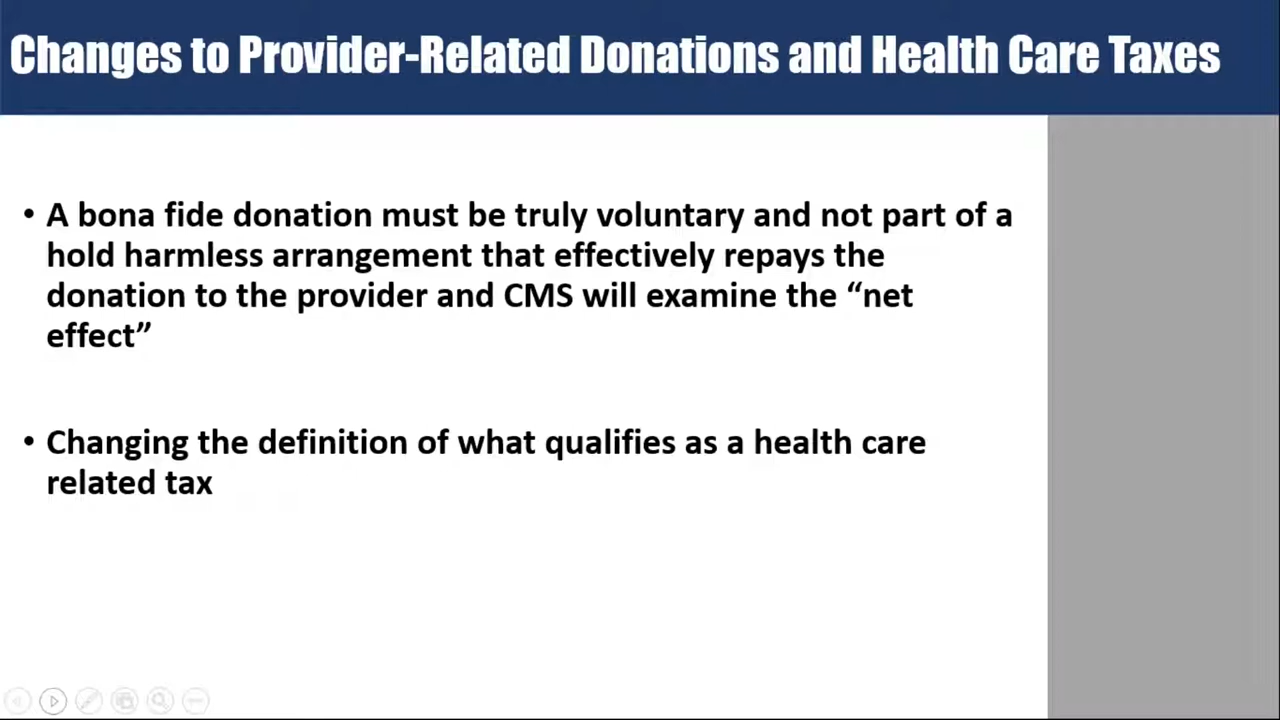 Changes to Provider-Related Donations and Health Care Taxes
• A bona fide donation must be truly voluntary and not part of a
hold harmless arrangement that effectively repays the
donation to the provider and CMS will examine the “net
effect”
• Changing the definition of what qualifies as a health care
related tax